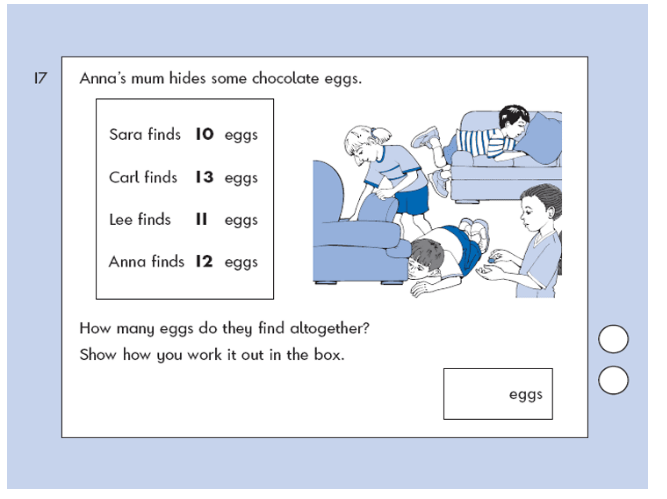 17 Anna's mum hides some chocolate eggs.
Sara finds 10 eggs
Carl finds 13 eggs
Lee finds 11 eggs
Anna finds 12 eggs
How many eggs do they find altogether?
Show how you work it out in the box.
eggs